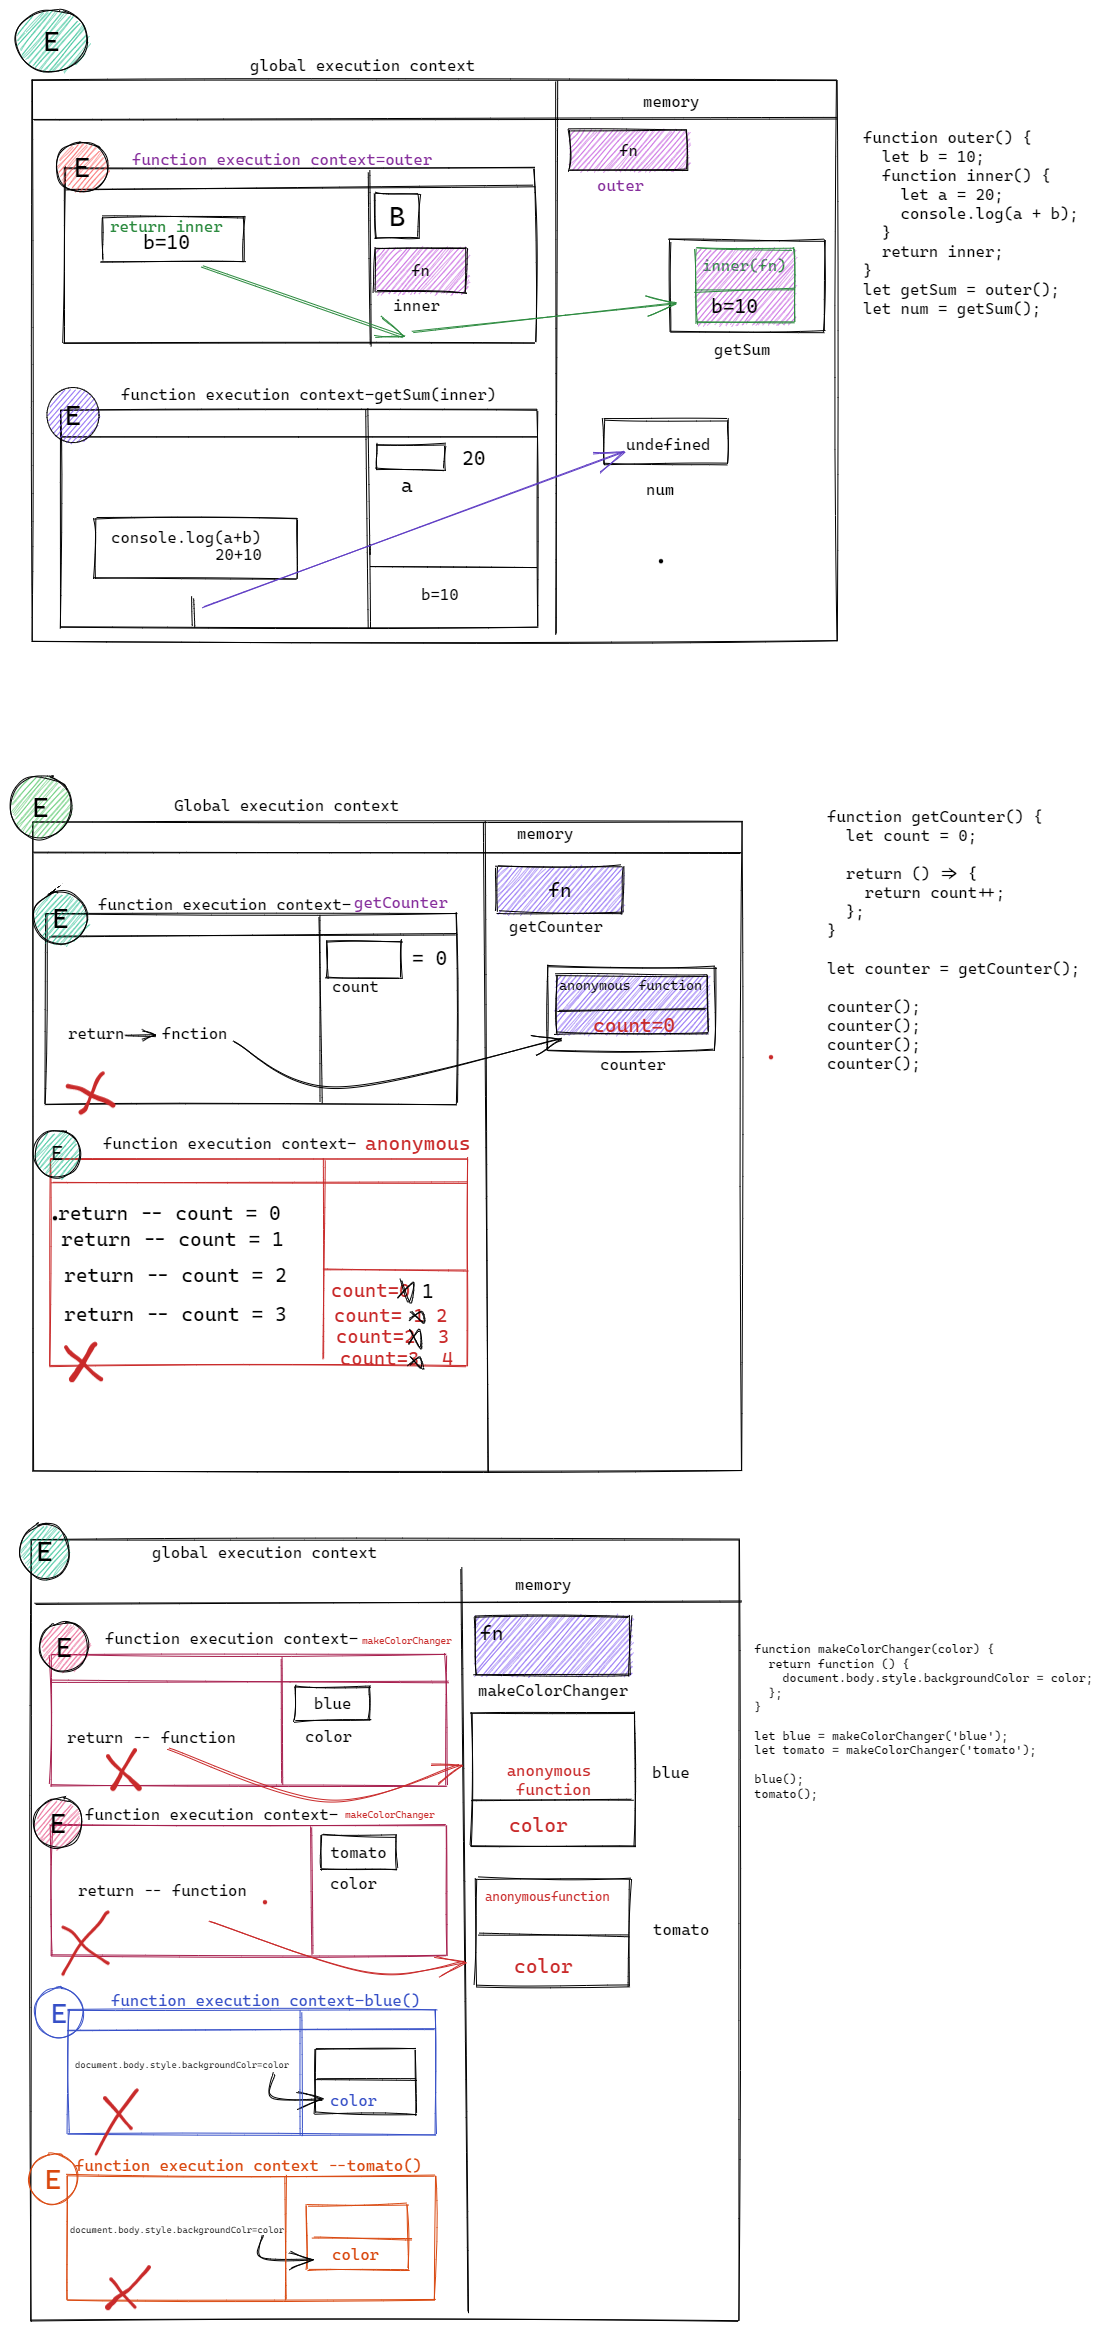 E
global execution context
memory
E
function execution context=outer
fn
outer
return inner
b=10
B
fn
inner
inner(fn)
b=10
getSum
function outer() {
let b = 10;
function inner() {
let a = 20;
console.log(a + b);
}
return inner;
}
let getSum = outer();
let num = getSum();
E
function execution context-getSum(inner)
20
a
undefined
num
console.log(a+b)
20+10
b=10
E
Global execution context
memory
E
function execution context-getCounter
fn
getCounter
= 0
count
return
fnction
anonymous function
count=0
counter
function getCounter() {
let count = 0;
return () => {
return count++;
};
}
let counter = getCounter();
counter();
counter();
counter();
counter();
E
function execution context- anonymous
.return -- count = 0
return -- count = 1
return -- count = 2
return -- count = 3
count=0 1
count= 1 2
count=2 3
count=3 4
E
global execution context
memory
E
function execution context- makeColorChanger
fn
makeColorChanger
blue
color
return -- function
anonymous
function
color
blue
function makeColorChanger(color) {
return function () {
document.body.style.backgroundColor = color;
};
}
let blue = makeColorChanger('blue');
let tomato = makeColorChanger('tomato');
blue();
tomato();
E
function execution context- makeColorChanger
tomato
color
return -- function
anonymousfunction
color
tomato
E
function execution context-blue()
document.body.style.backgroundColr=color
color
E
function execution context --tomato()
document.body.style.backgroundColr=color
color